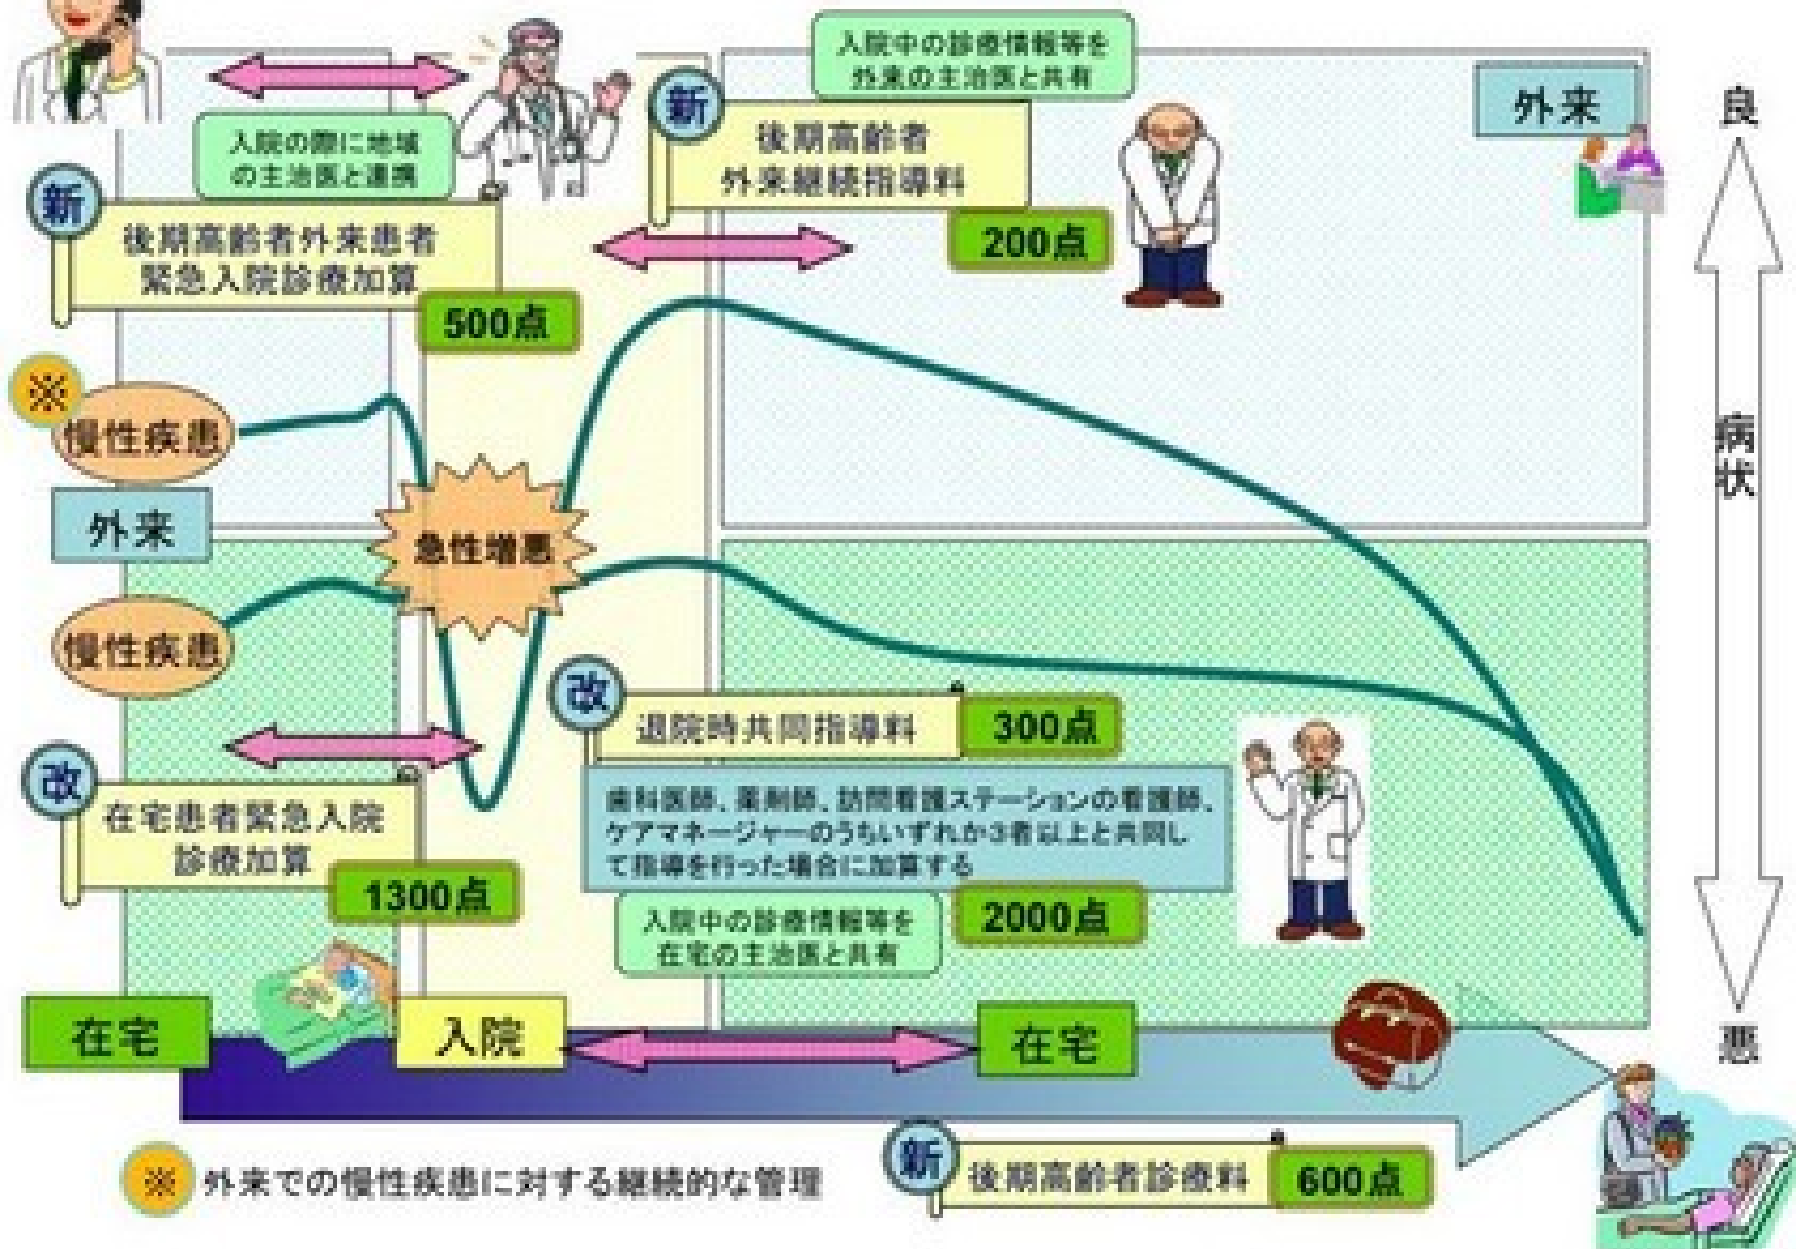 入院中の診療情報等を
外来の主治医と共有
外来
良
入院の際に地域
の主治医と連携
新
後期高齢者
外来継続指導料
200点
新
後期高齢者外来患者
緊急入院診療加算
500点
※
慢性疾患
外来
急性増悪
慢性疾患
病状
改
退院時共同指導料
300点
歯科医師、薬剤師、訪問看護ステーションの看護師、
ケアマネージャーのうちいずれか3者以上と共同し
て指導を行った場合に加算する
2000点
入院中の診療情報等を
在宅の主治医と共有
改
在宅患者緊急入院
診療加算
1300点
在宅
入院
在宅
悪
※ 外来での慢性疾患に対する継続的な管理
新
後期高齢者診療料
600点